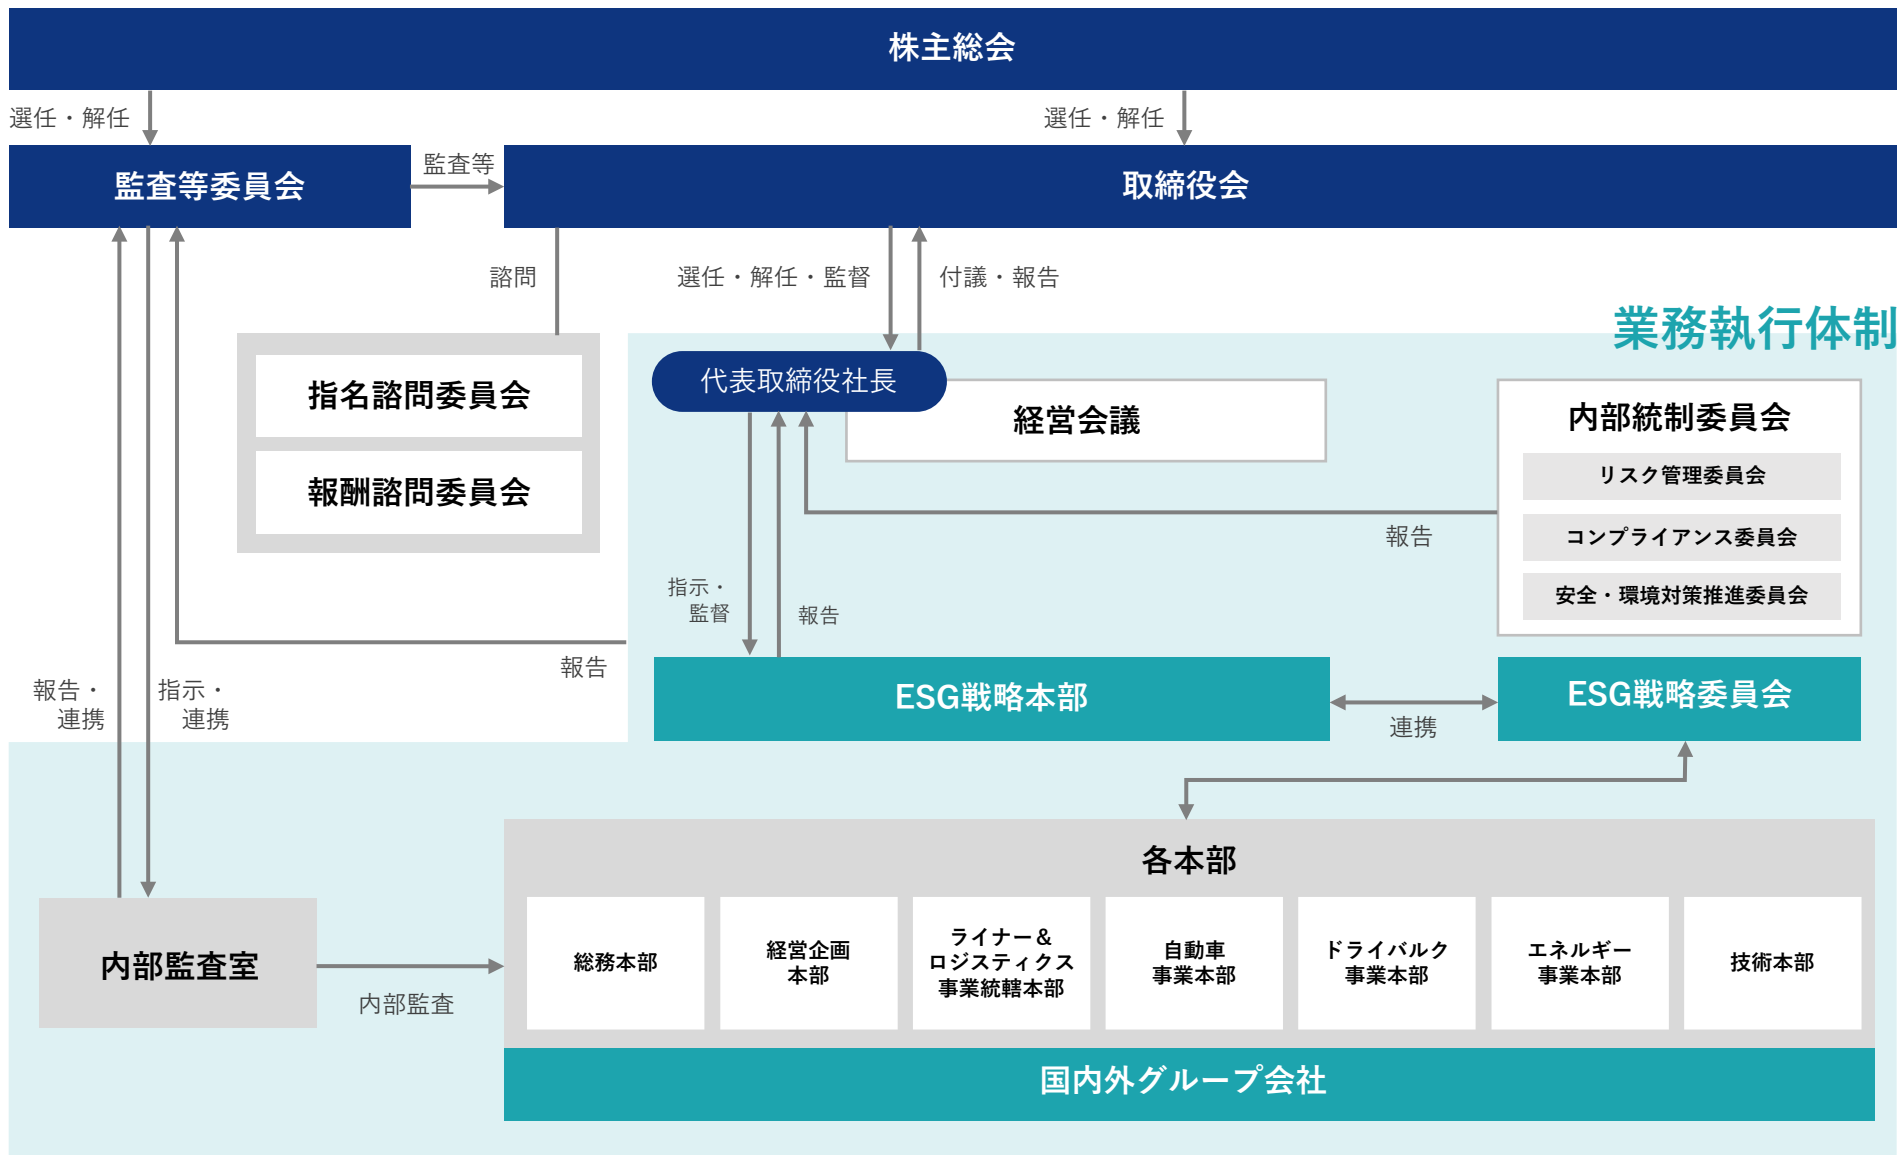 株主総会
選任・解任
選任・解任
監査等委員会
監査等
取締役会
諮問
選任・解任・監督
付議・報告
業務執行体制
代表取締役社長
経営会議
指名諮問委員会
報酬諮問委員会
内部統制委員会
リスク管理委員会
コンプライアンス委員会
安全・環境対策推進委員会
報告
指示・
監督
報告
報告
報告・
連携
指示・
連携
ESG戦略本部
連携
ESG戦略委員会
各本部
内部監査室
内部監査
総務本部
経営企画
本部
ライナー＆
ロジスティクス
事業統轄本部
自動車
事業本部
ドライバルク
事業本部
エネルギー
事業本部
技術本部
国内外グループ会社